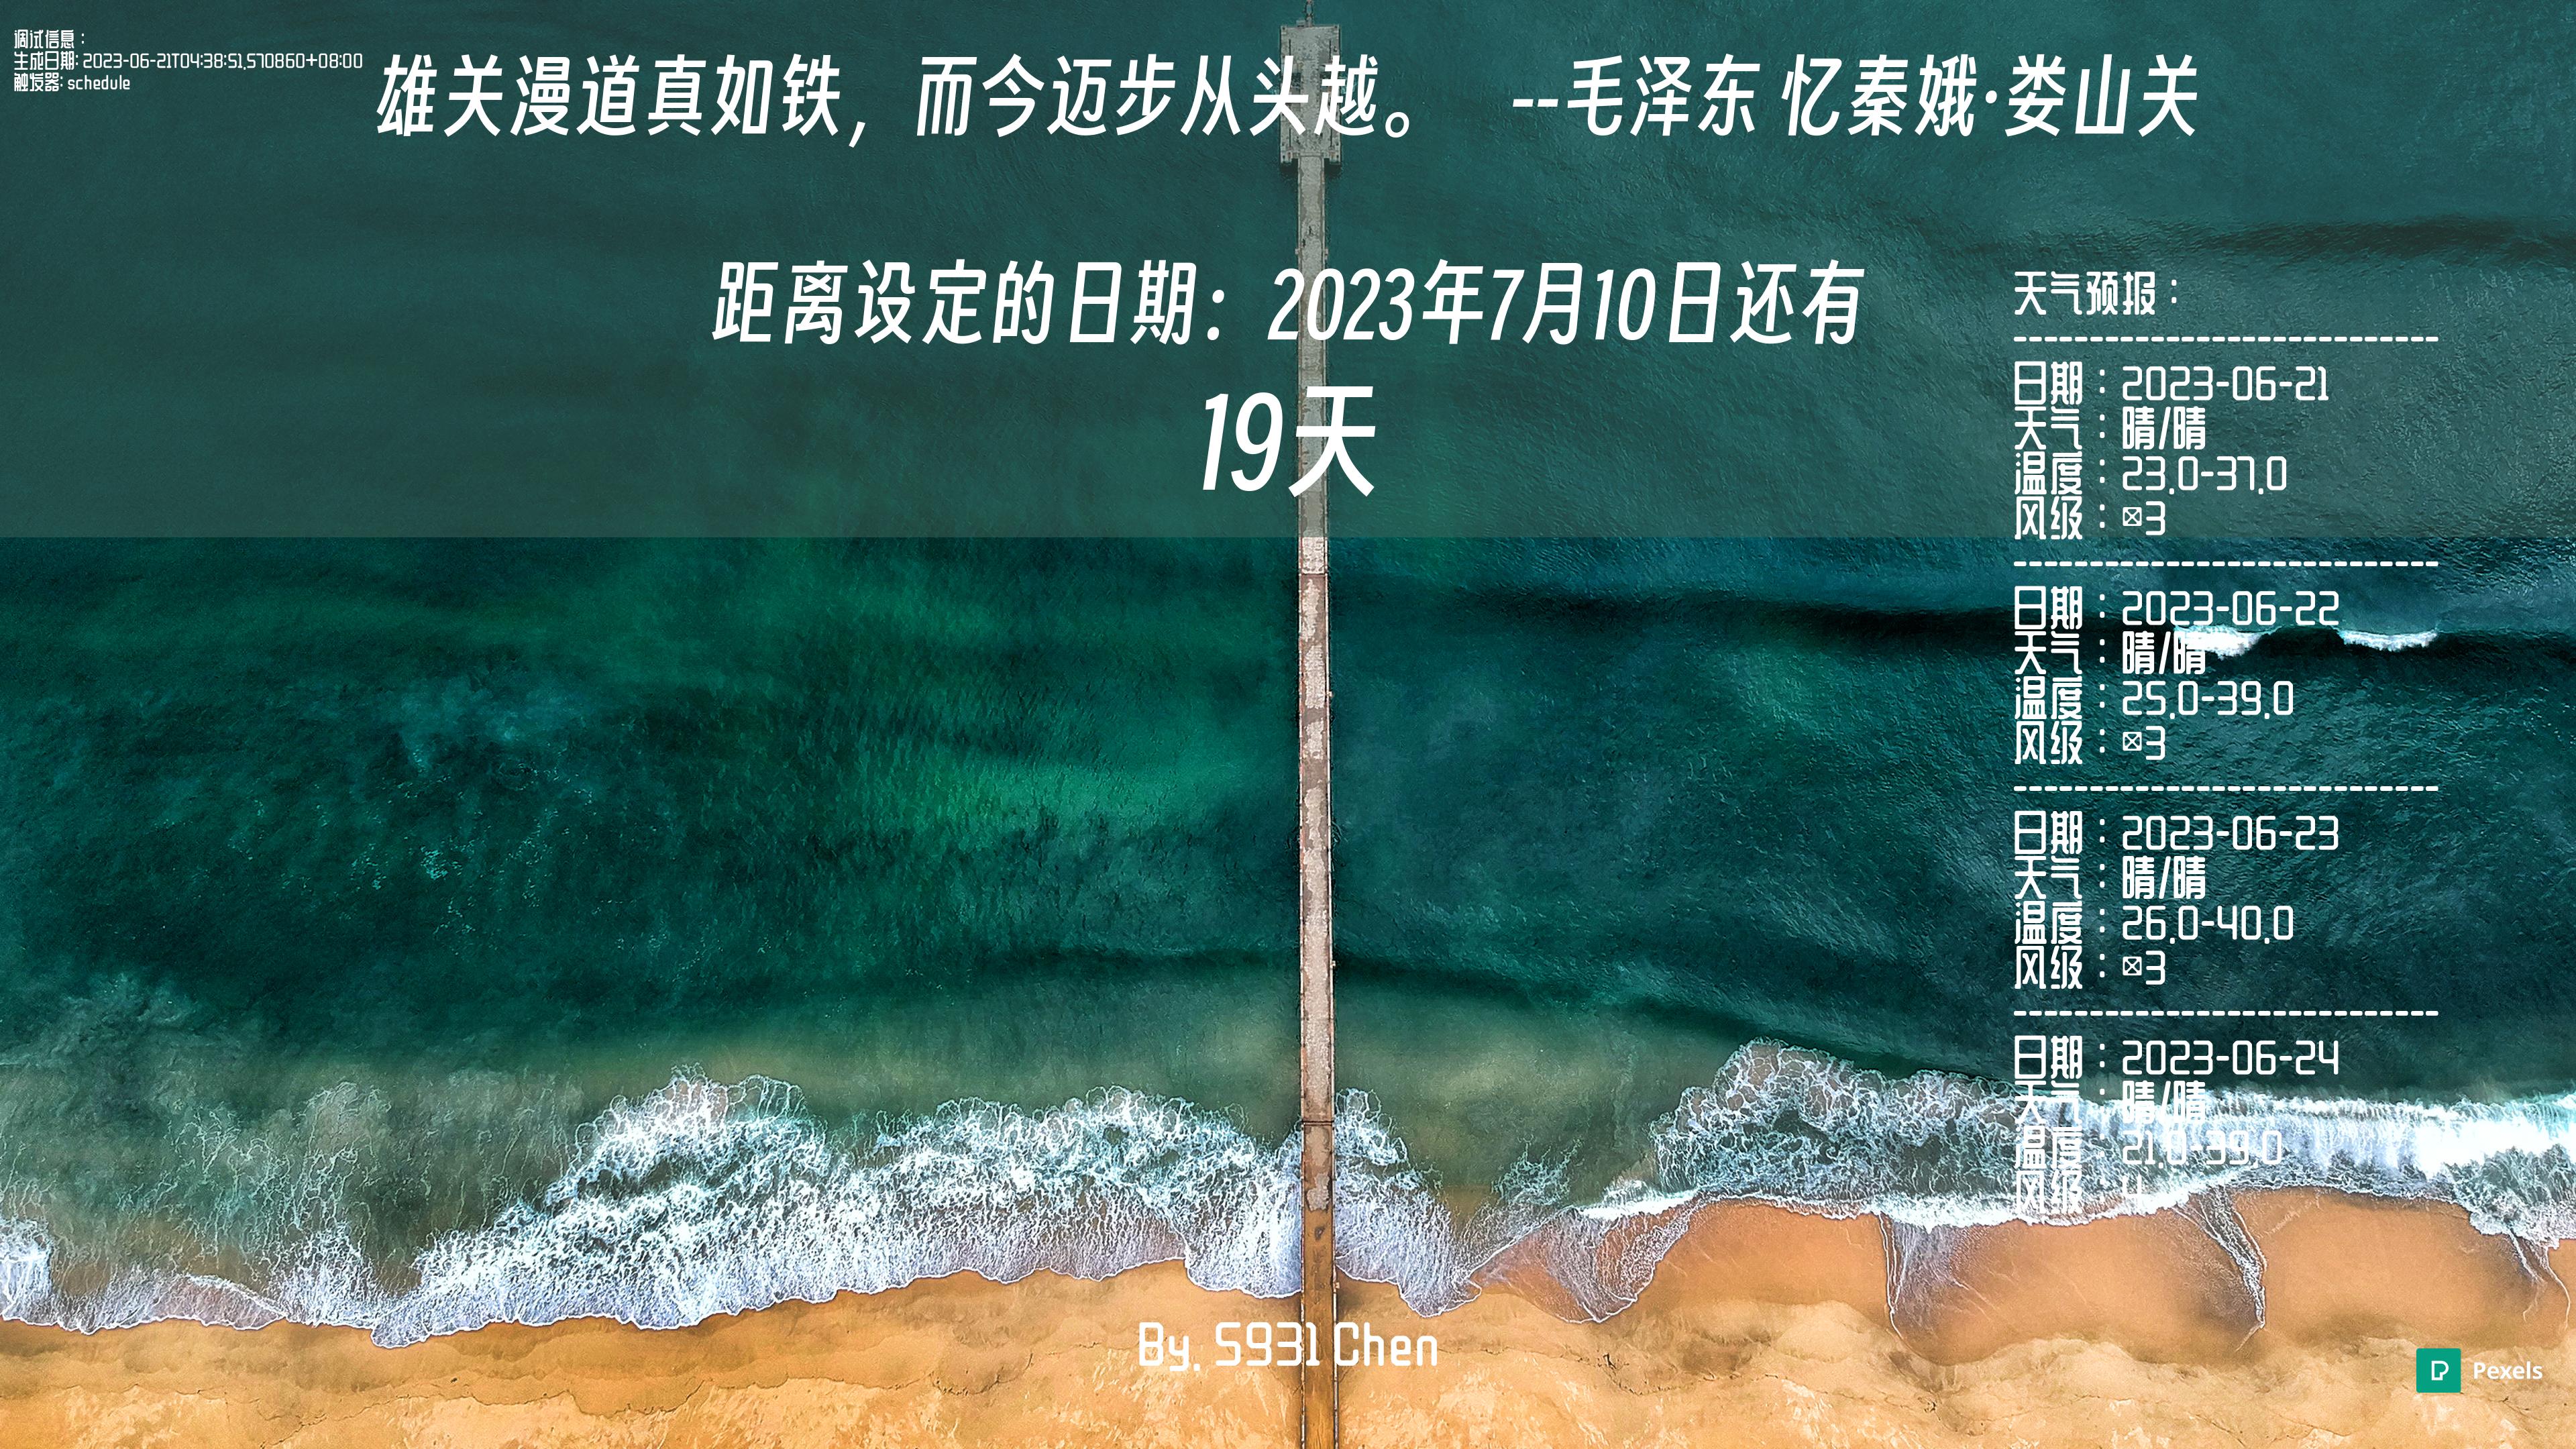 调试信息：
生成日期: 2023-06-21T04:38:51.570860+08:00
触发器: schedule
雄关漫道真如铁，而今迈步从头越。 --毛泽东 忆秦娥·娄山关
距离设定的日期：2023年7月10日还有
19天
天气预报：
----------------------------
日期：2023-06-21
天气：晴/晴
温度：23.0-37.0
风级：3
----------------------------
日期：2023-06-22
天气：晴/晴
温度：25.0-39.0
风级：3
----------------------------
日期：2023-06-23
天气：晴/晴
温度：26.0-40.0
风级：3
----------------------------
日期：2023-06-24
天气：晴/晴
温度：21.0-39.0
风级：
By. 5931 Chen
Pexels